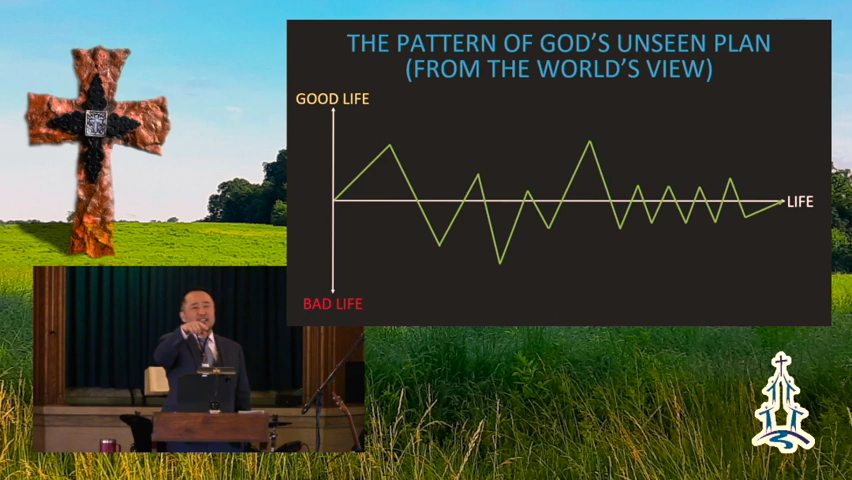 THE PATTERN OF GOD'S UNSEEN PLAN
(FROM THE WORLD'S VIEW)
GOOD LIFE
LIFE
BAD LIFE